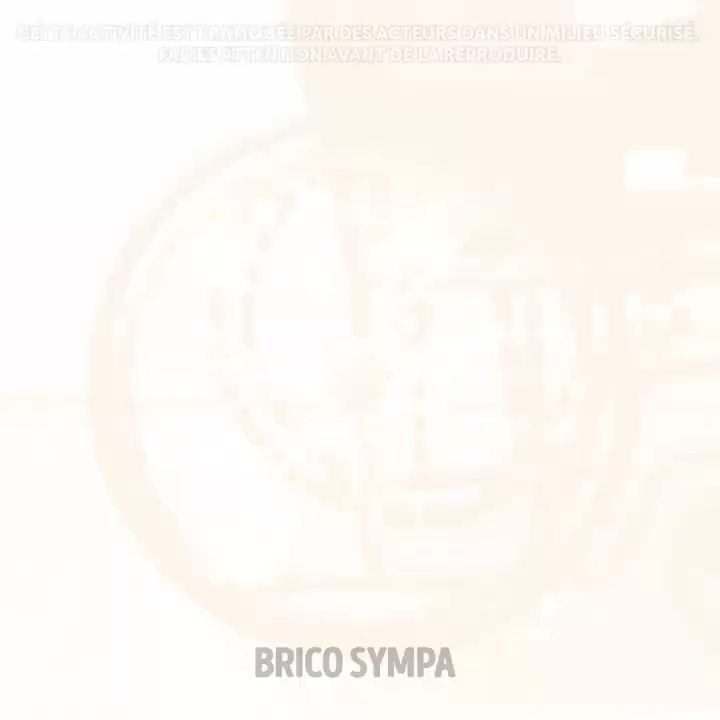 CETTE ACTIVITÉ EST PRATIQUÉE PAR DES ACTEURS DANS UN MILIEU SÉCURISÉ.
FAITES ATTENTION AVANT DE LA REPRODUIRE.
BRICO SYMPA